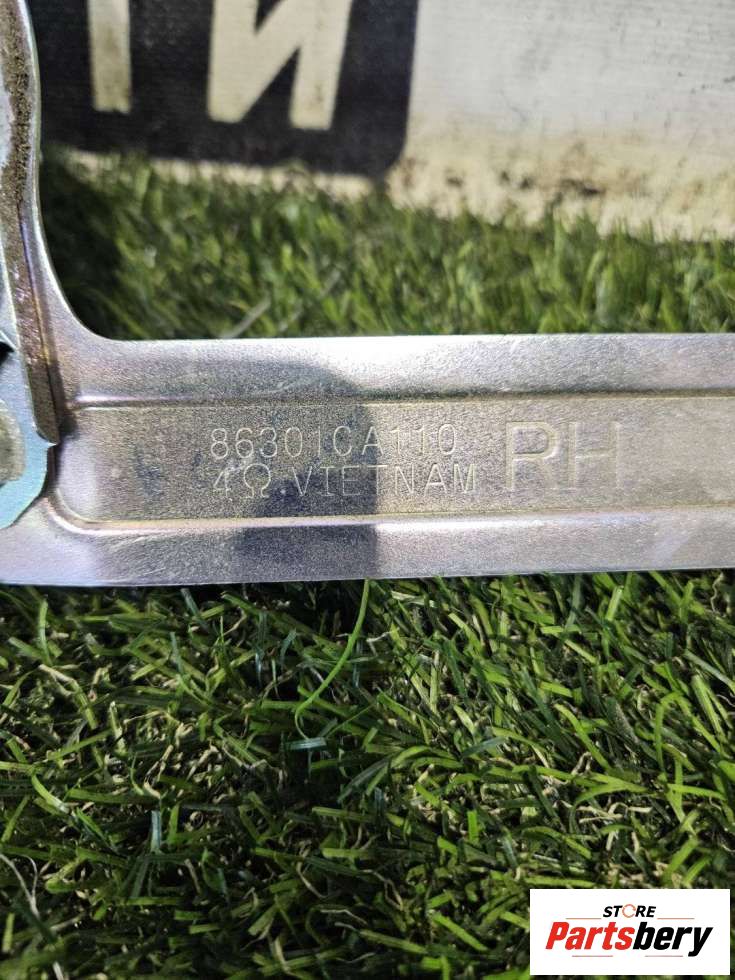 86301CA110 RH
4Ω VIETNAM
STORE
Partsbery